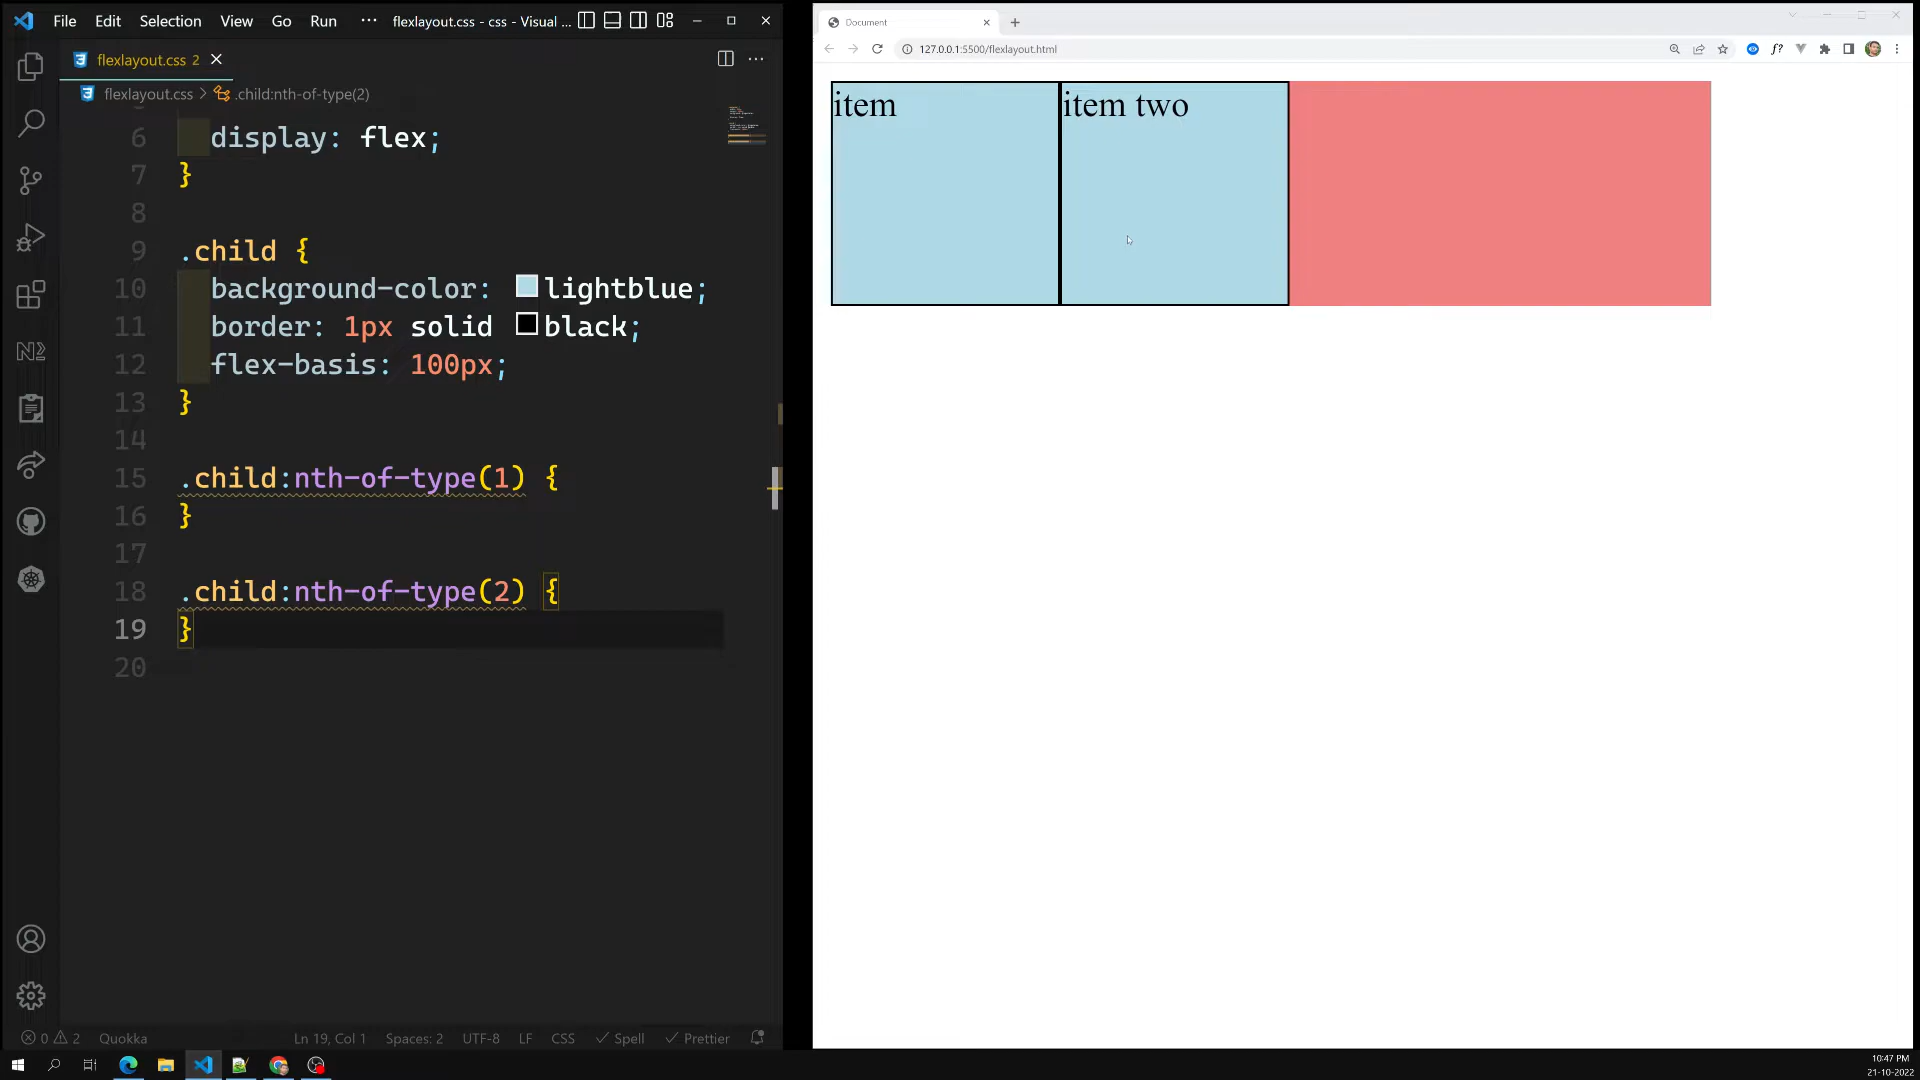 File Edit Selection View Go Run ··· flexlayout.css - css - Visual ...
flexlayout.css 2
flexlayout.css > .child:nth-of-type(2)
6 display: flex;
7 }
8
9 .child {
10 background-color: lightblue;
11 border: 1px solid black;
12 flex-basis: 100px;
13 }
14
15 .child:nth-of-type(1) {
16 }
17
18 .child:nth-of-type(2) {
19 }
20
0 2 Quokka Ln 19, Col 1 Spaces: 2 UTF-8 LF CSS Spell Prettier
Document
127.0.0.1:5500/flexlayout.html
f?
item
item two
10:47 PM
21-10-2022